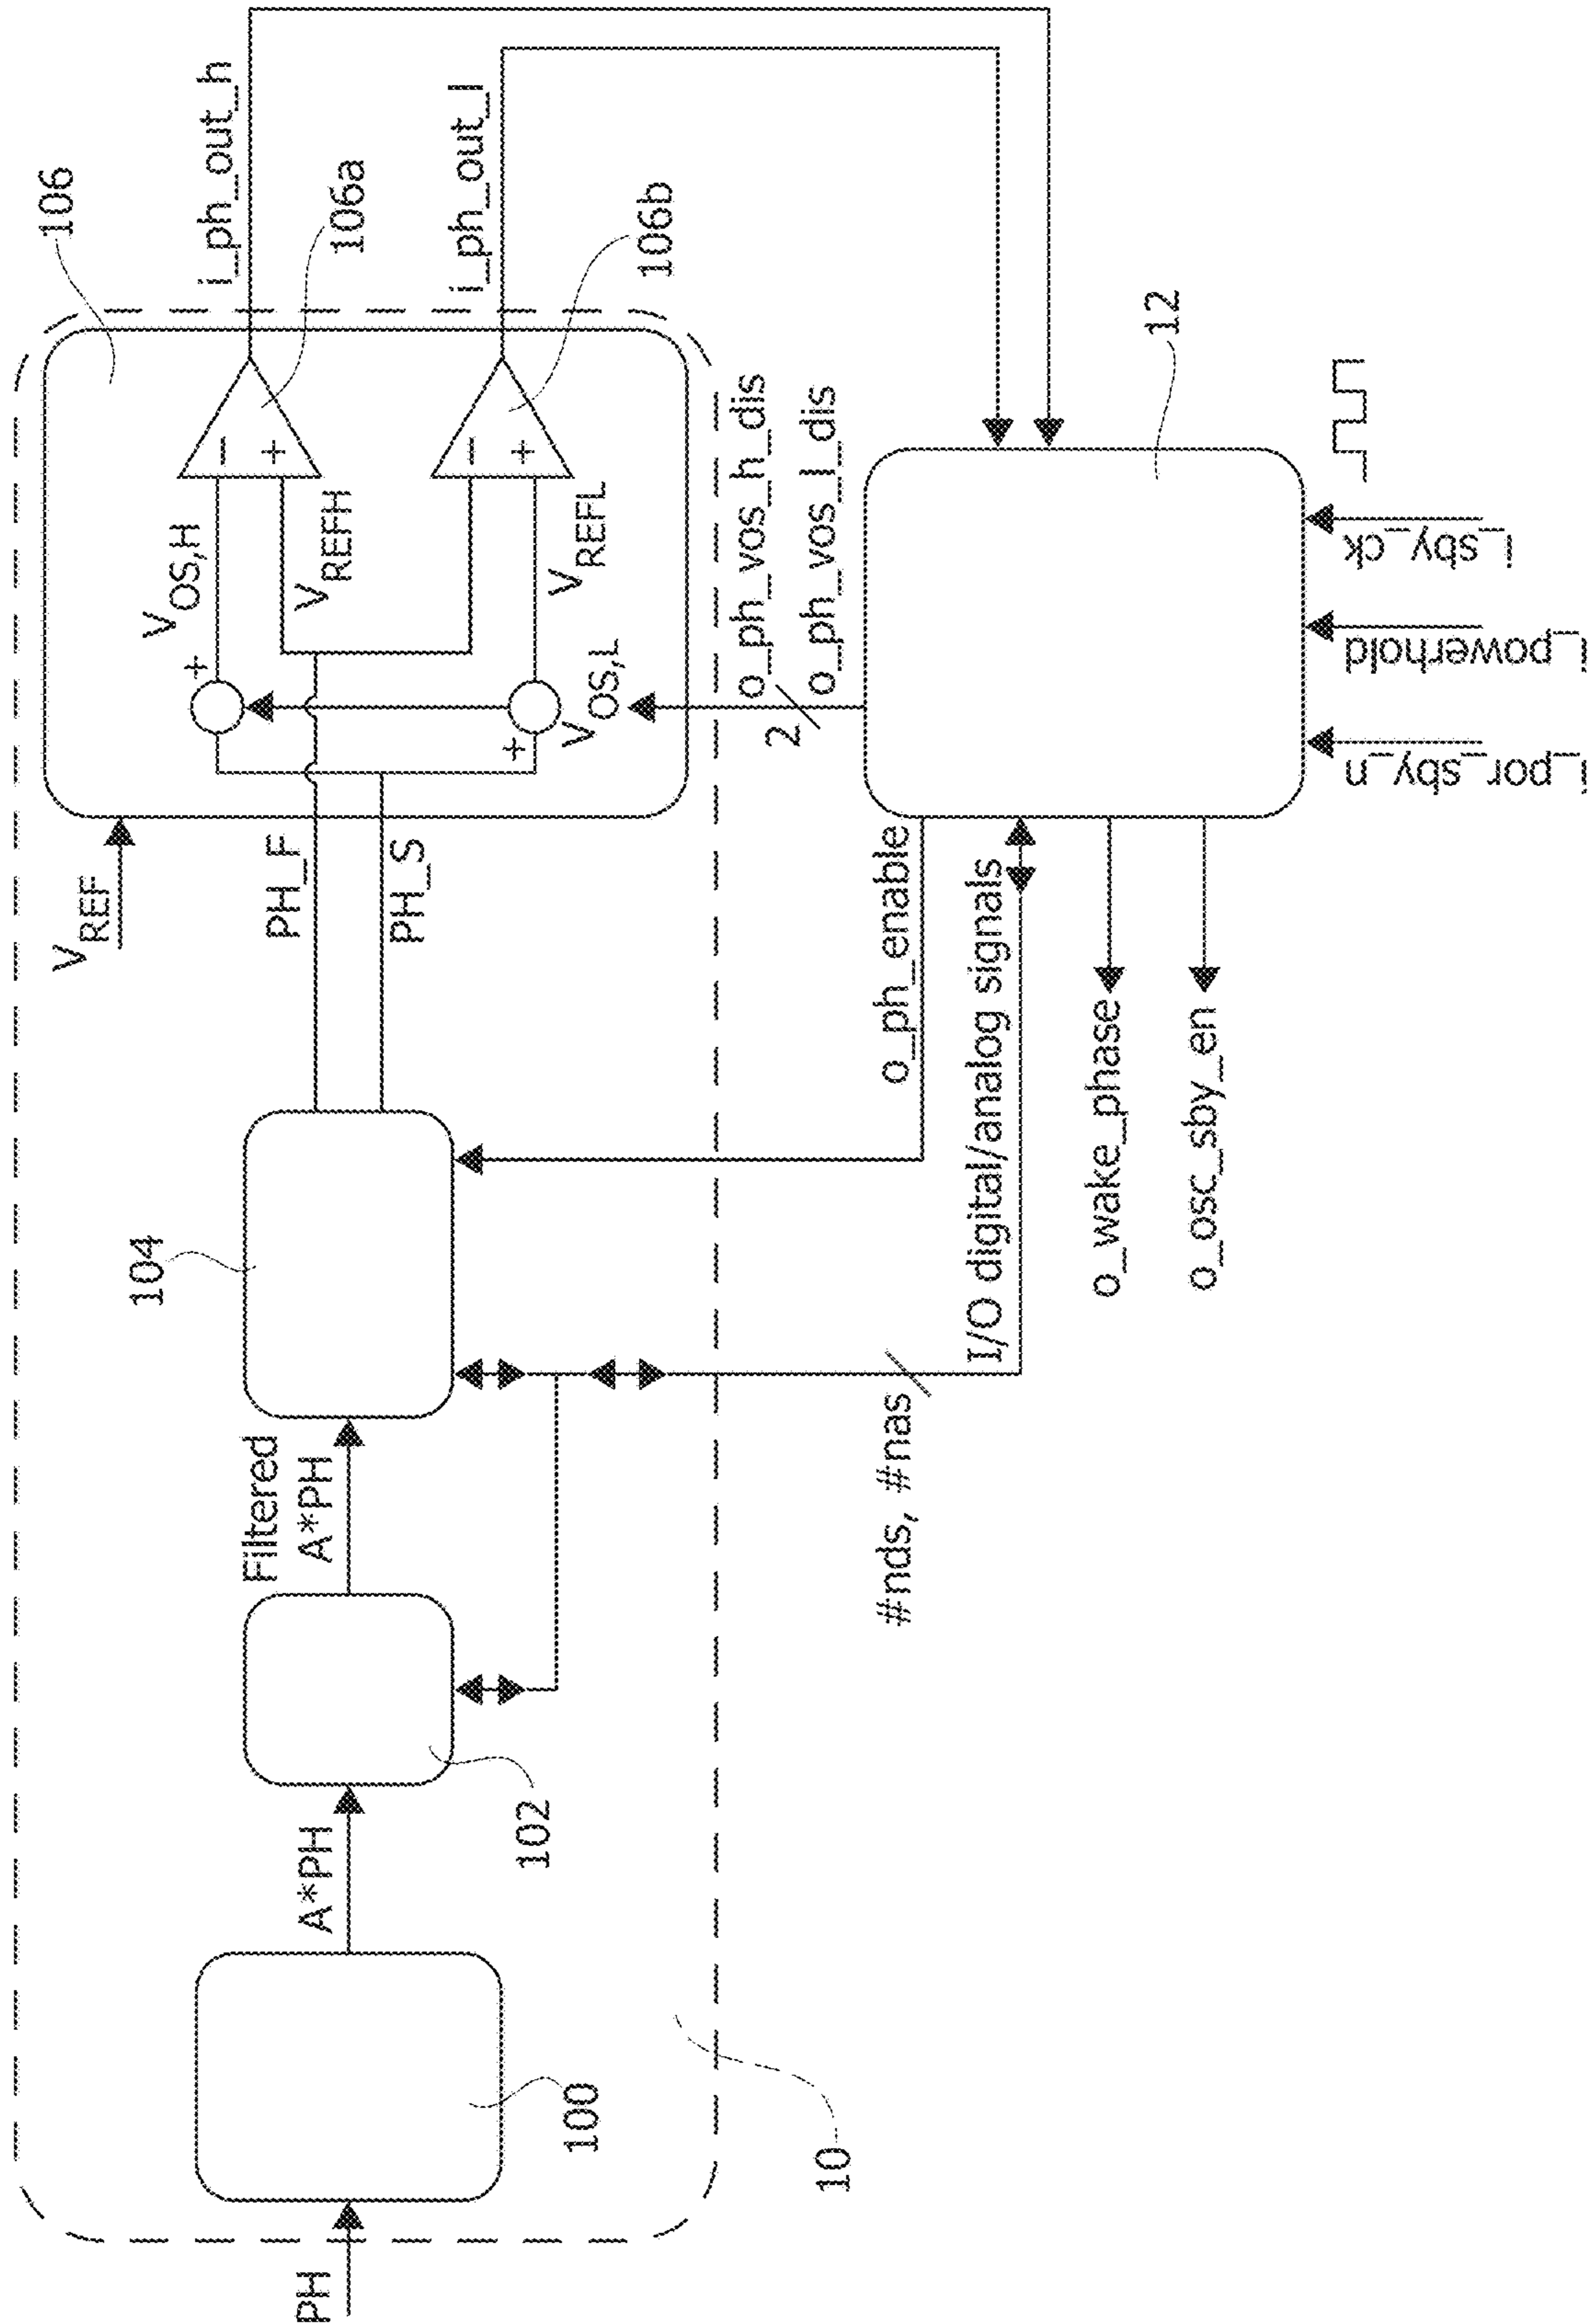 PH
100
A*PH
102
Filtered
A*PH
104
PH_F
PH_S
V_REF
106
V_OS,H
V_REFH
V_REFL
V_OS,L
+
+
−
+
−
+
106a
106b
i_ph_out_h
i_ph_out_l
10
#nds, #nas
I/O digital/analog signals
o_ph_enable
2
o_ph_vos_h_dis
o_ph_vos_l_dis
12
o_wake_phase
o_osc_sby_en
i_por_sby_n
i_powerhold
i_sby_ck